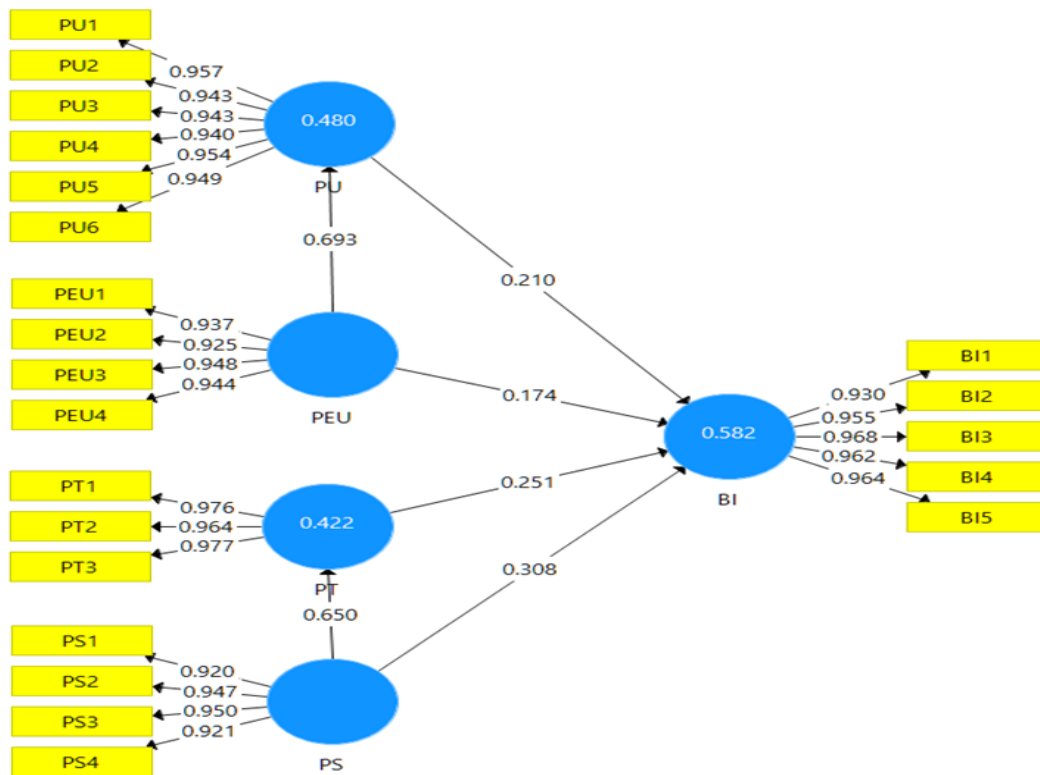 PU1
PU2
PU3
PU4
PU5
PU6
0.957
0.943
0.943
0.940
0.954
0.949
0.480
PU
0.693
0.210
PEU1
PEU2
PEU3
PEU4
0.937
0.925
0.948
0.944
PEU
0.174
PT1
PT2
PT3
0.976
0.964
0.977
0.422
PT
0.251
0.650
0.308
PS1
PS2
PS3
PS4
0.920
0.947
0.950
0.921
PS
0.582
BI
0.930
0.955
0.968
0.962
0.964
BI1
BI2
BI3
BI4
BI5